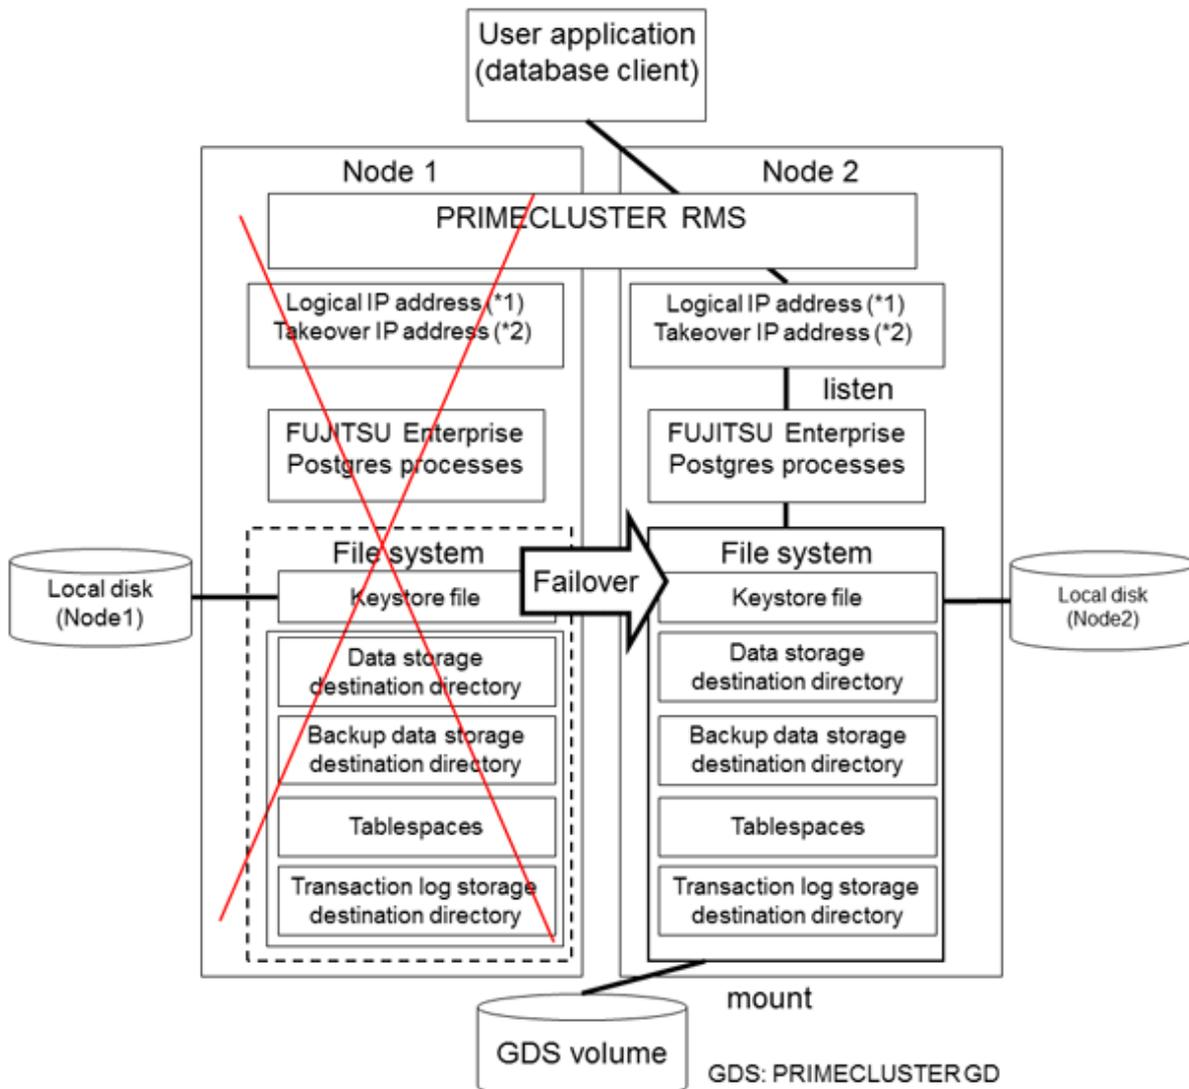 User application
(database client)
Node 1
Node 2
PRIMECLUSTER RMS
Logical IP address (*1)
Takeover IP address (*2)
Logical IP address (*1)
Takeover IP address (*2)
listen
FUJITSU Enterprise
Postgres processes
FUJITSU Enterprise
Postgres processes
File system
Failover
File system
Local disk
(Node1)
Keystore file
Keystore file
Local disk
(Node2)
Data storage
destination directory
Data storage
destination directory
Backup data storage
destination directory
Backup data storage
destination directory
Tablespaces
Tablespaces
Transaction log storage
destination directory
Transaction log storage
destination directory
mount
GDS volume
GDS: PRIMECLUSTER GD